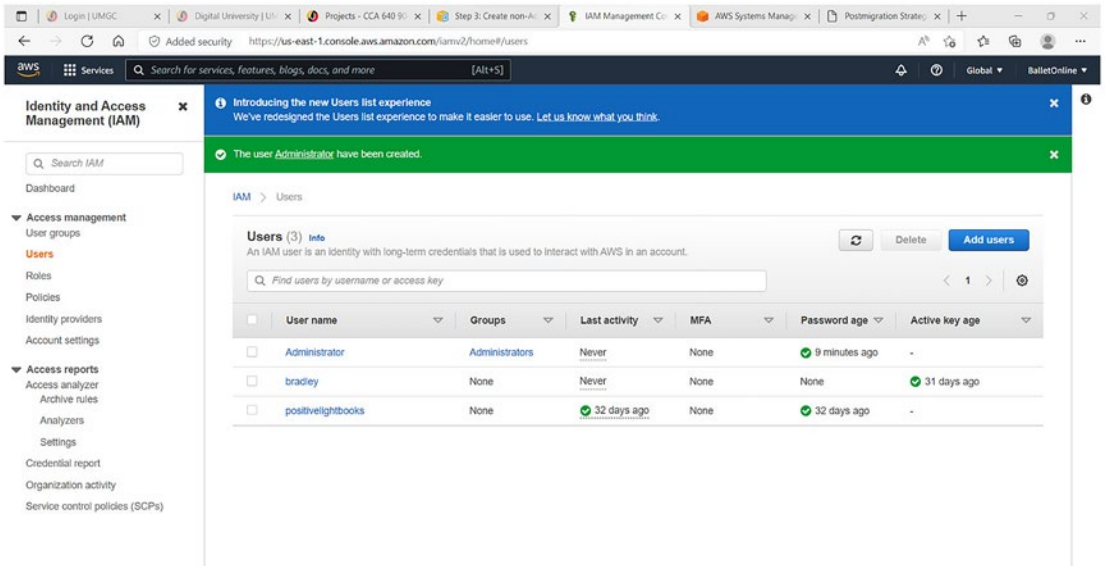 Login | UMGC
Digital University | UM
Projects - CCA 640 90
Step 3: Create non-Ac
IAM Management Co
AWS Systems Manag
Postmigration Strateg
Added security https://us-east-1.console.aws.amazon.com/iamv2/home#/users
aws Services Search for services, features, blogs, docs, and more [Alt+S] Global BalletOnline
Identity and Access
Management (IAM)
Search IAM
Dashboard
Access management
User groups
Users
Roles
Policies
Identity providers
Account settings
Access reports
Access analyzer
Archive rules
Analyzers
Settings
Credential report
Organization activity
Service control policies (SCPs)
Introducing the new Users list experience
We've redesigned the Users list experience to make it easier to use. Let us know what you think.
The user Administrator have been created.
IAM > Users
Users (3) Info
An IAM user is an identity with long-term credentials that is used to interact with AWS in an account.
Delete Add users
Find users by username or access key
1
User name Groups Last activity MFA Password age Active key age
Administrator Administrators Never None 9 minutes ago -
bradley None Never None None 31 days ago
positivelightbooks None 32 days ago None 32 days ago -